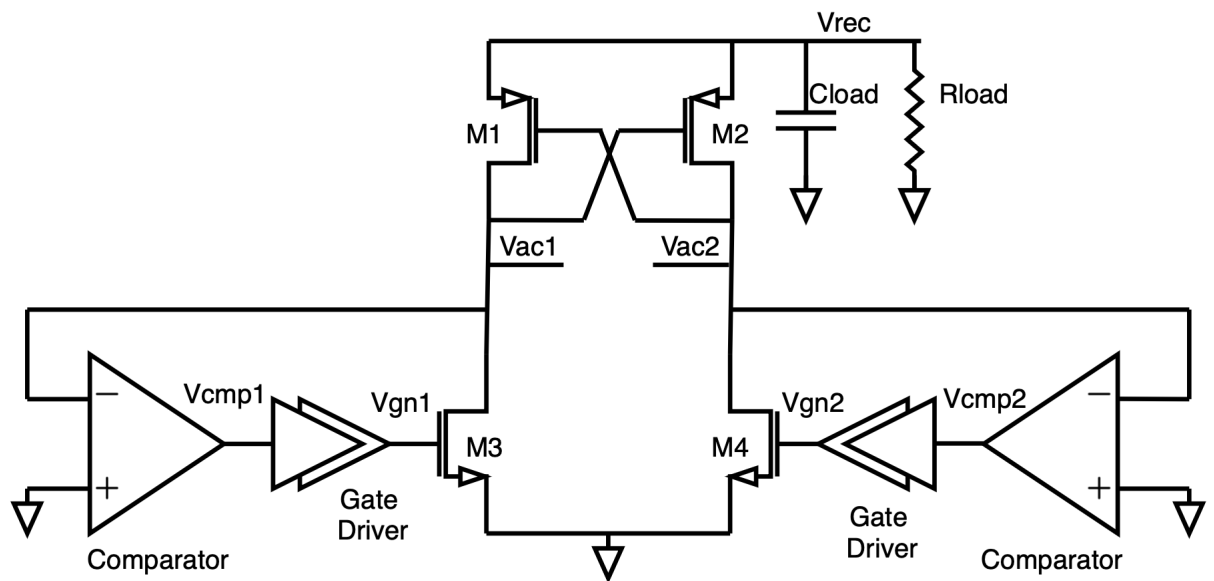 Vrec
Cload
Rload
M1
M2
Vac1
Vac2
−
Vcmp1
Vgn1
Vgn2
Vcmp2
−
M3
M4
+
+
Gate
Driver
Gate
Driver
Comparator
Comparator